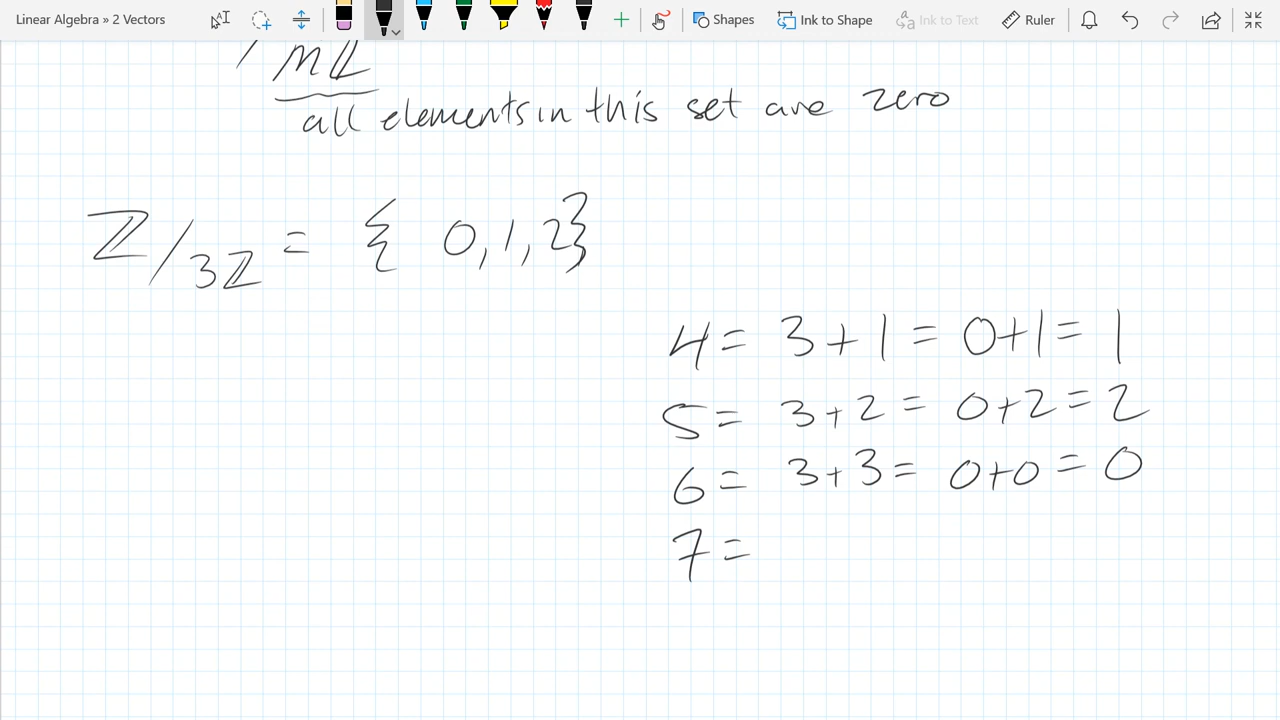 Linear Algebra » 2 Vectors
Shapes
Ink to Shape
Ink to Text
Ruler
mℤ
all elements in this set are zero
ℤ/3ℤ = { 0, 1, 2}
4 = 3 + 1 = 0+1 = 1
5 = 3 + 2 = 0+2 = 2
6 = 3 + 3 = 0+0 = 0
7 =